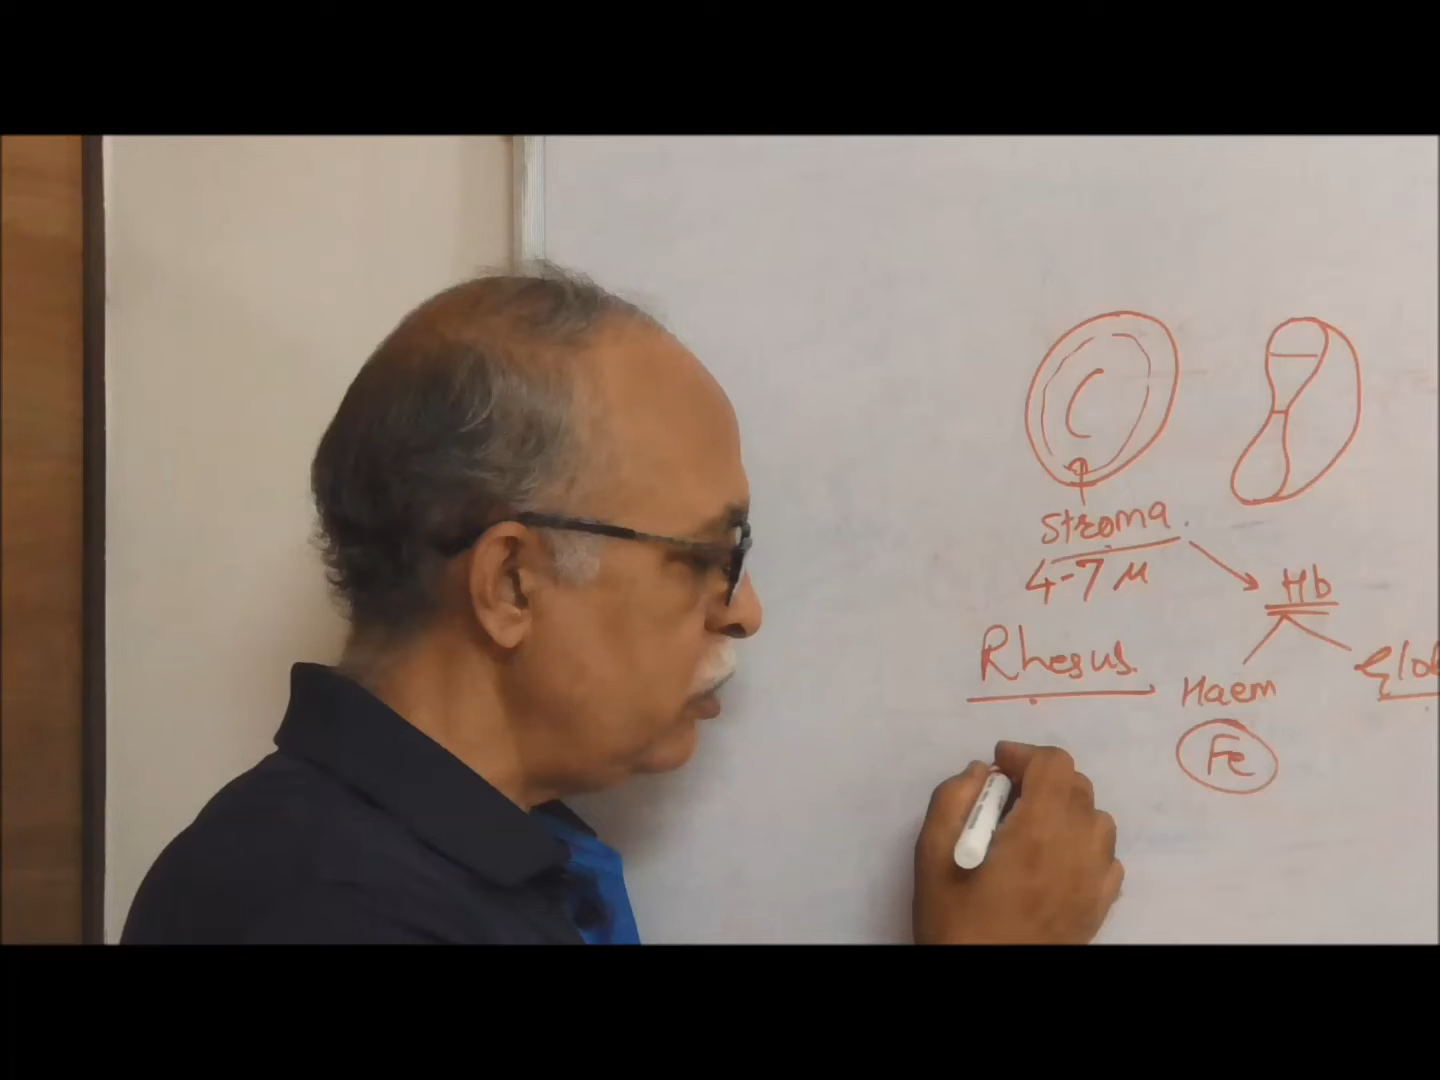 Stroma.
4-7 µ
Hb
Rhesus.
Haem
Fe